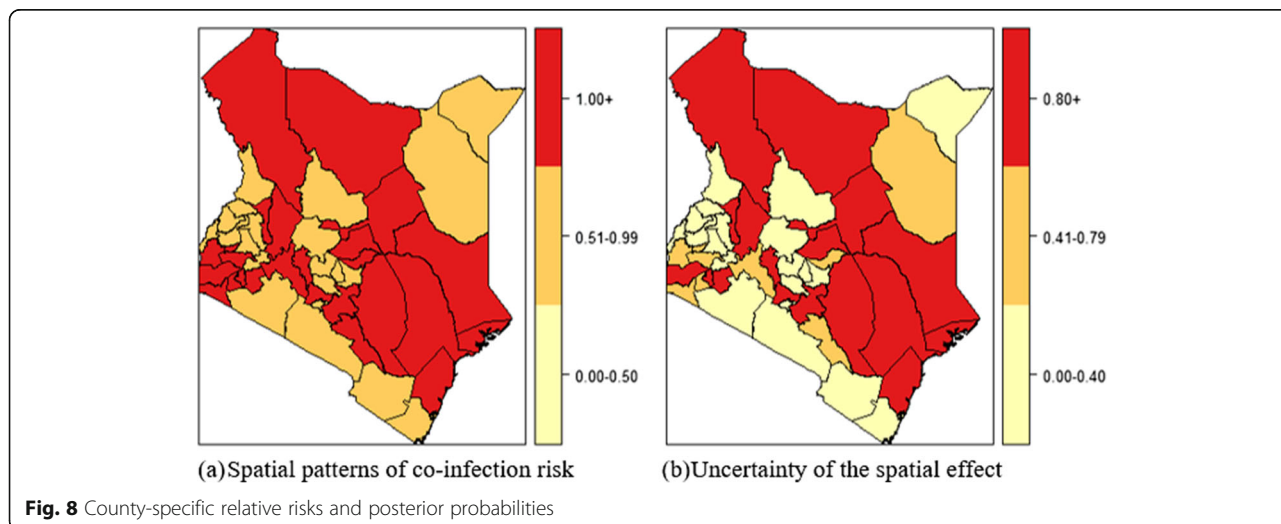 1.00+
0.51-0.99
0.00-0.50
0.80+
0.41-0.79
0.00-0.40
(a)Spatial patterns of co-infection risk
(b)Uncertainty of the spatial effect
Fig. 8 County-specific relative risks and posterior probabilities